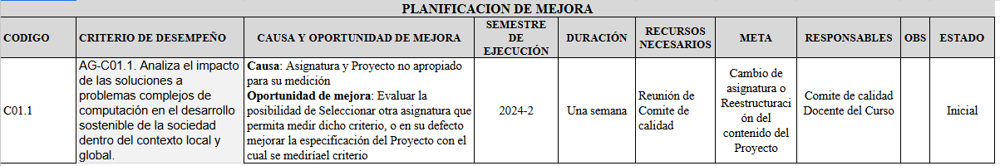 PLANIFICACION DE MEJORA
CODIGO
CRITERIO DE DESEMPEÑO
CAUSA Y OPORTUNIDAD DE MEJORA
SEMESTRE
DE
EJECUCIÓN
DURACIÓN
RECURSOS
NECESARIOS
META
RESPONSABLES
OBS
ESTADO
C01.1
AG-C01.1. Analiza el impacto
de las soluciones a
problemas complejos de
computación en el desarrollo
sostenible de la sociedad
dentro del contexto local y
global.
Causa: Asignatura y Proyecto no apropiado
para su medición
Oportunidad de mejora: Evaluar la
posibilidad de Seleccionar otra asignatura que
permita medir dicho criterio, o en su defecto
mejorar la especificación del Proyecto con el
cual se mediríael criterio
2024-2
Una semana
Reunión de
Comite de
calidad
Cambio de
asignatura o
Reestructuraci
ón del
contenido del
Proyecto
Comite de calidad
Docente del Curso
Inicial